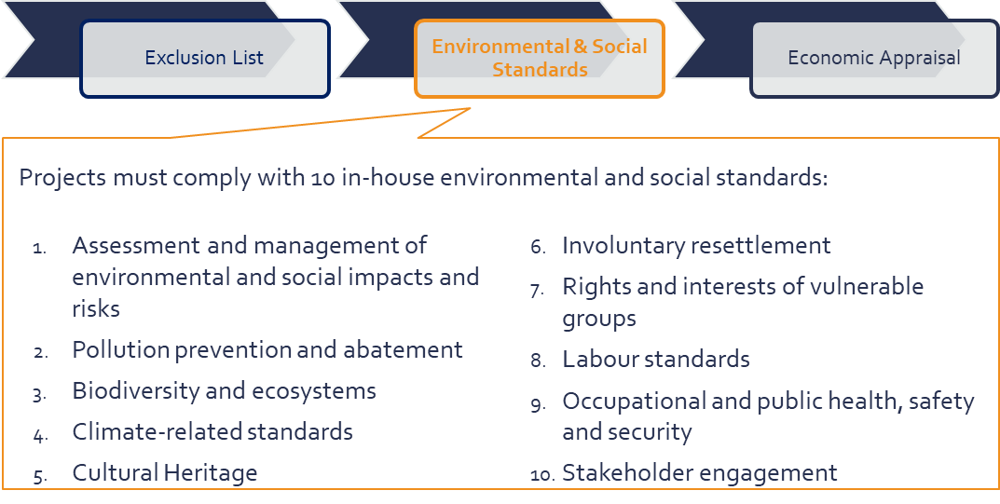 Exclusion List
Environmental & Social
Standards
Economic Appraisal
Projects must comply with 10 in-house environmental and social standards:
1. Assessment and management of
environmental and social impacts and
risks
2. Pollution prevention and abatement
3. Biodiversity and ecosystems
4. Climate-related standards
5. Cultural Heritage
6. Involuntary resettlement
7. Rights and interests of vulnerable
groups
8. Labour standards
9. Occupational and public health, safety
and security
10. Stakeholder engagement